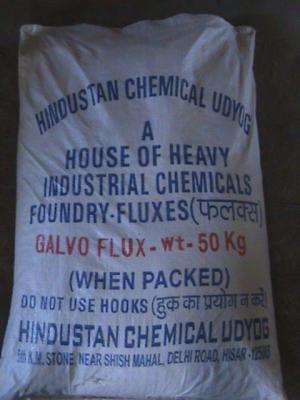 HINDUSTAN CHEMICAL UDYOG
A
HOUSE OF HEAVY
INDUSTRIAL CHEMICALS
FOUNDRY-FLUXES (फलक्स)
GALVO FLUX - wt - 50 Kg
(WHEN PACKED)
DO NOT USE HOOKS (हुक का प्रयोग न करें)
HINDUSTAN CHEMICAL UDYOG
5th K.M. STONE, NEAR SHISH MAHAL, DELHI ROAD, HISAR -